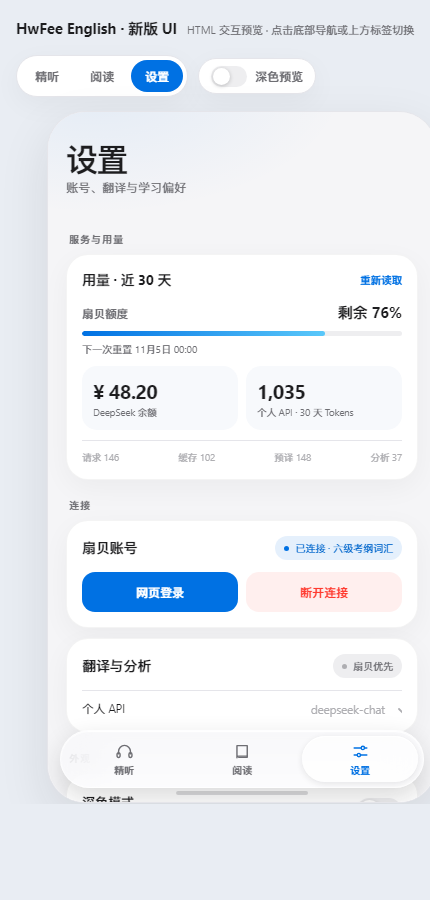 HwFee English · 新版 UI HTML 交互预览 · 点击底部导航或上方标签切换
精听 阅读 设置 深色预览
设置
账号、翻译与学习偏好
服务与用量
用量 · 近 30 天 重新读取
扇贝额度 剩余 76%
下一次重置 11月5日 00:00
¥ 48.20 1,035
DeepSeek 余额 个人 API · 30 天 Tokens
请求 146 缓存 102 预译 148 分析 37
连接
扇贝账号 已连接 · 六级考纲词汇
网页登录 断开连接
翻译与分析 扇贝优先
个人 API deepseek-chat
精听 阅读 设置
深色模式